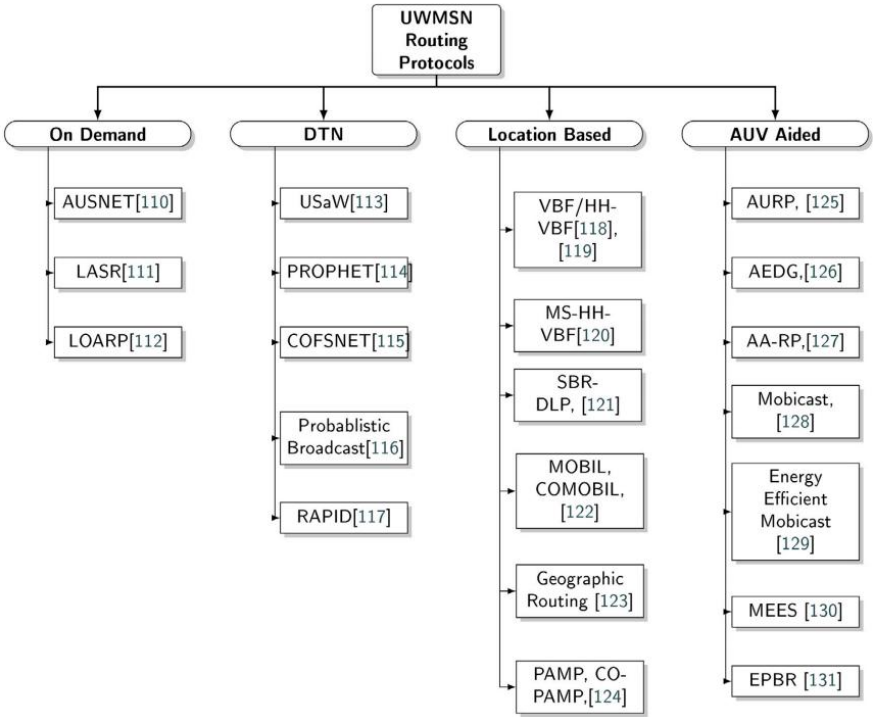 UWMSN
Routing
Protocols
On Demand
AUSNET[110]
LASR[111]
LOARP[112]
DTN
USaW[113]
PROPHET[114]
COFSNET[115]
Probablistic
Broadcast[116]
RAPID[117]
Location Based
VBF/HH-
VBF[118],
[119]
MS-HH-
VBF[120]
SBR-
DLP, [121]
MOBIL,
COMOBIL,
[122]
Geographic
Routing [123]
PAMP, CO-
PAMP,[124]
AUV Aided
AURP, [125]
AEDG,[126]
AA-RP,[127]
Mobicast,
[128]
Energy
Efficient
Mobicast
[129]
MEES [130]
EPBR [131]